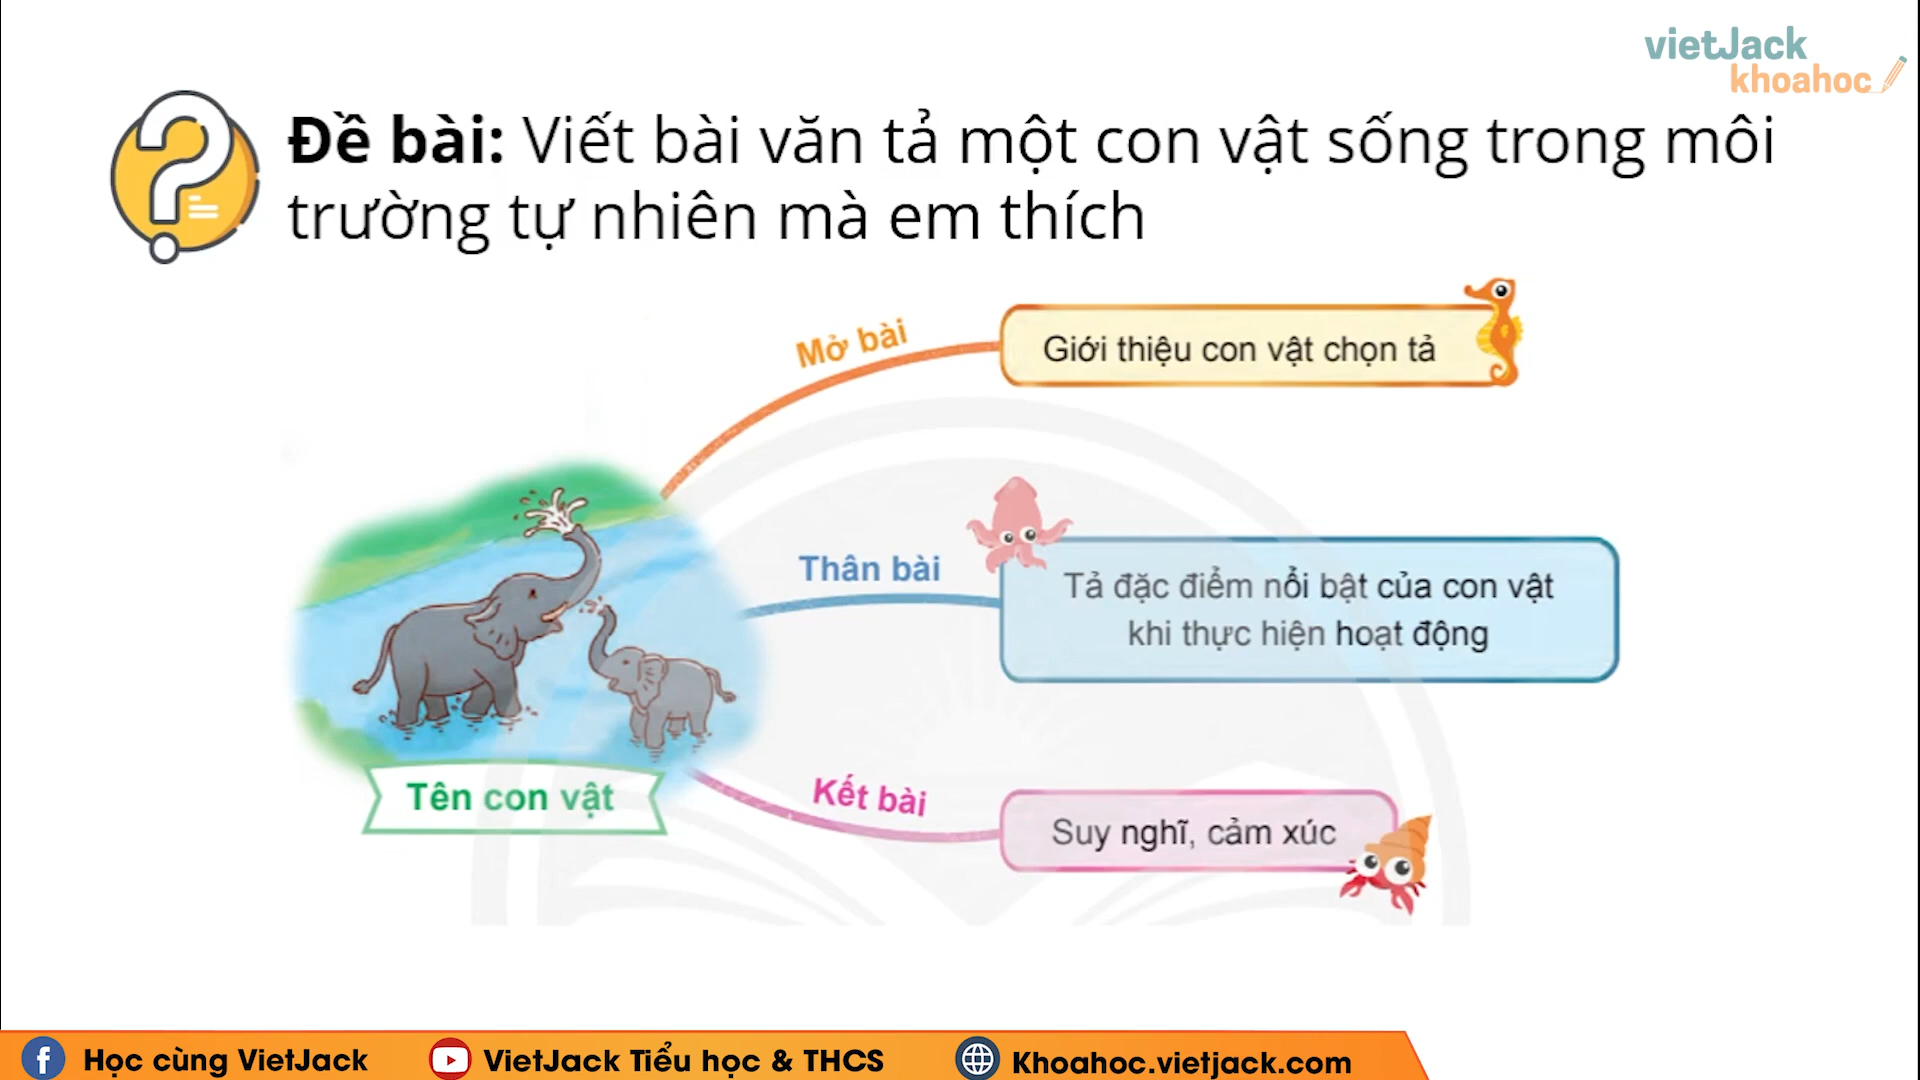 vietJack
khoahoc
Đề bài: Viết bài văn tả một con vật sống trong môi
trường tự nhiên mà em thích
Mở bài
Giới thiệu con vật chọn tả
Thân bài
Tả đặc điểm nổi bật của con vật
khi thực hiện hoạt động
Tên con vật
Kết bài
Suy nghĩ, cảm xúc
Học cùng VietJack
VietJack Tiểu học & THCS
Khoahoc.vietjack.com